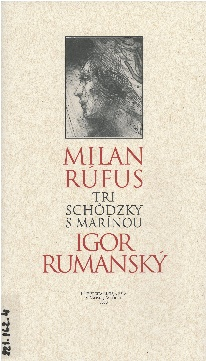 MILAN
RÚFUS
TRI
SCHÔDZKY
S MARÍNOU
IGOR
RUMANSKÝ